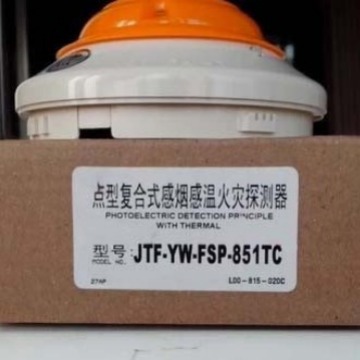 点型复合式感烟感温火灾探测器
PHOTOELECTRIC DETECTION PRINCIPLE
WITH THERMAL
型号: JTF-YW-FSP-851TC
MODEL NO.:
27HP L00-815-020C